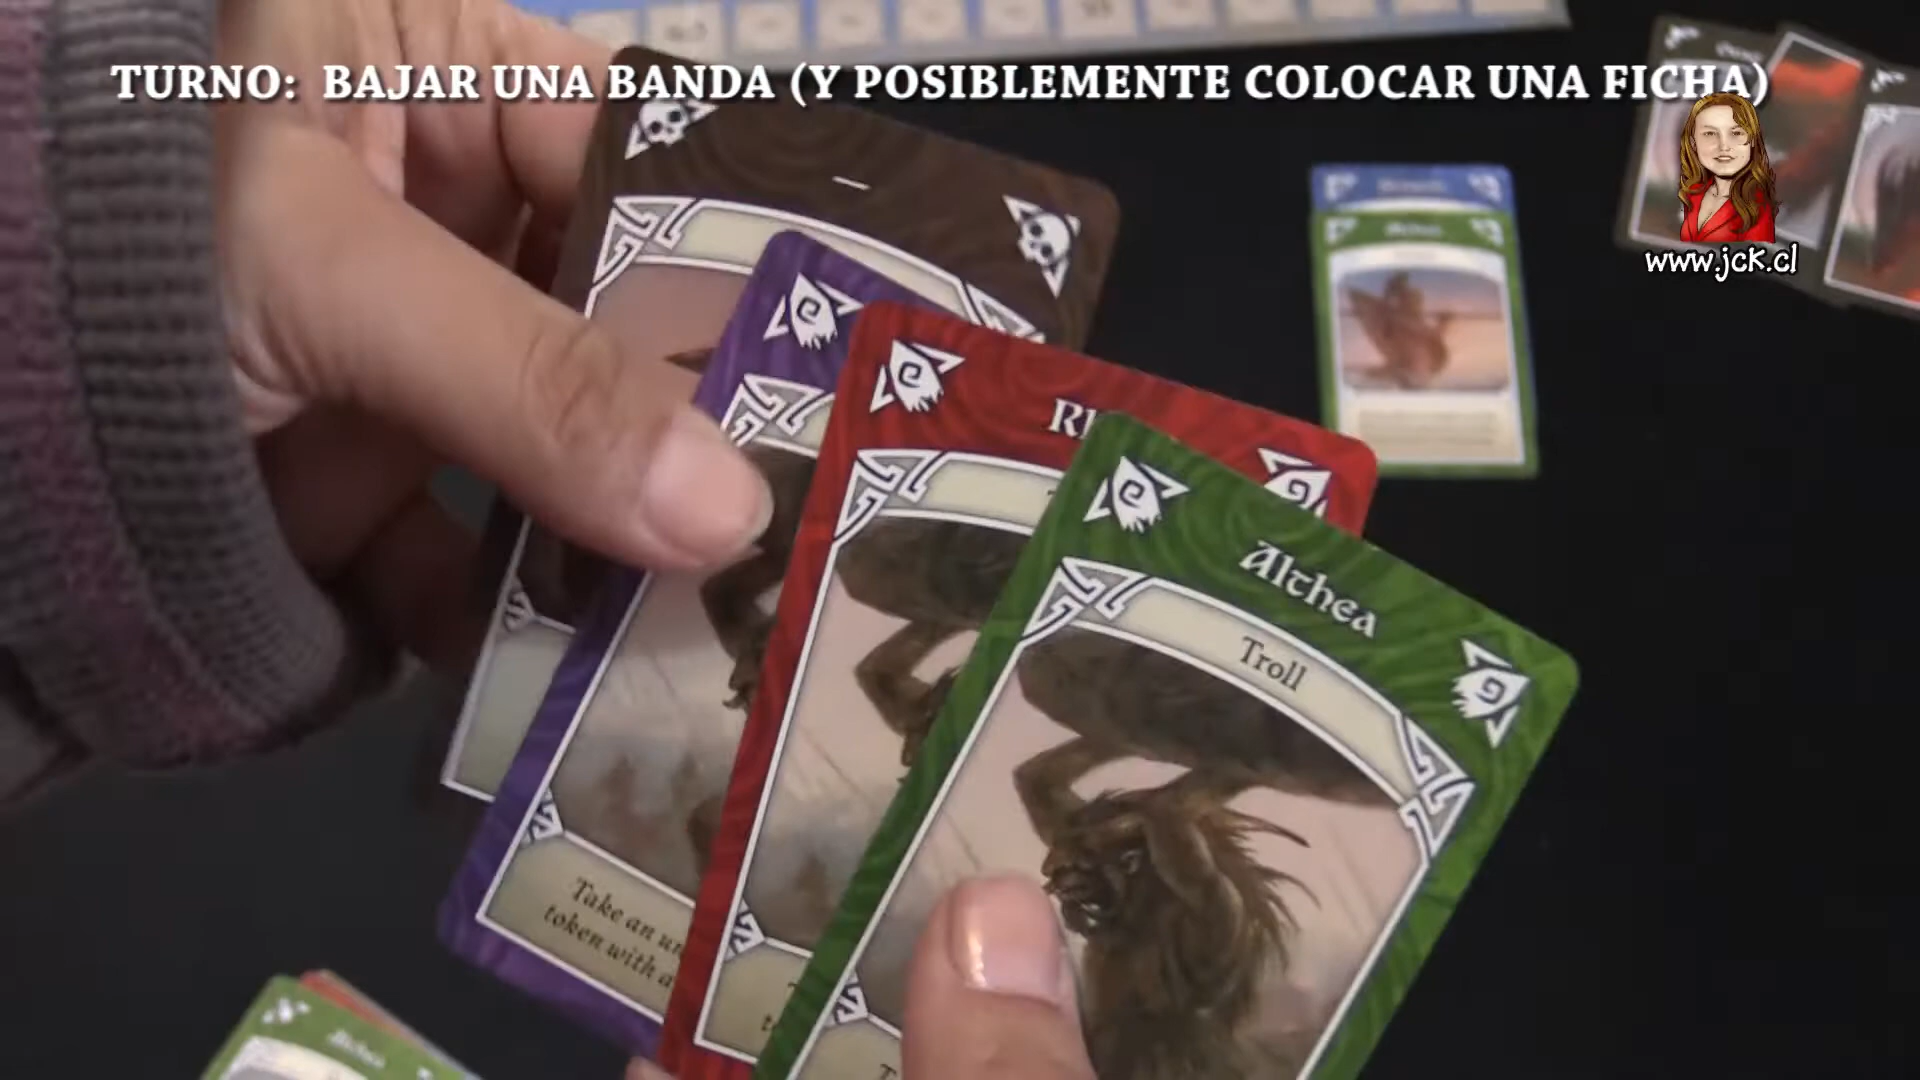 TURNO: BAJAR UNA BANDA (Y POSIBLEMENTE COLOCAR UNA FICHA)
www.jck.cl
Althea
Troll
Take an
token with